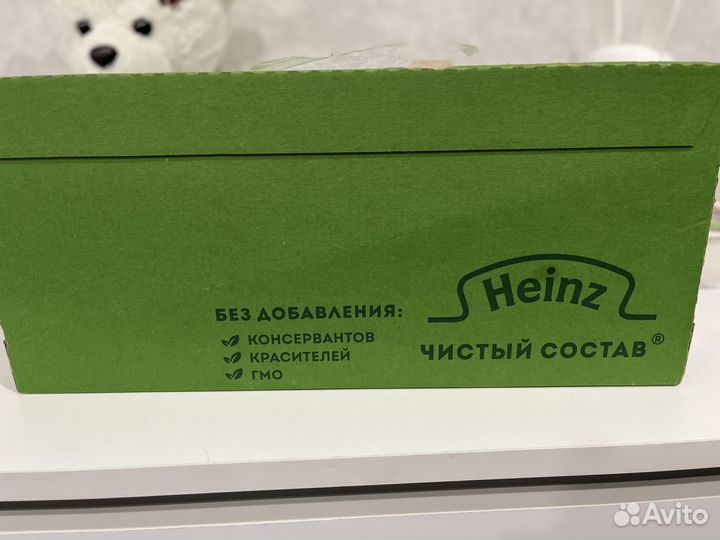 Heinz
БЕЗ ДОБАВЛЕНИЯ:
КОНСЕРВАНТОВ
КРАСИТЕЛЕЙ
ГМО
ЧИСТЫЙ СОСТАВ®
Avito